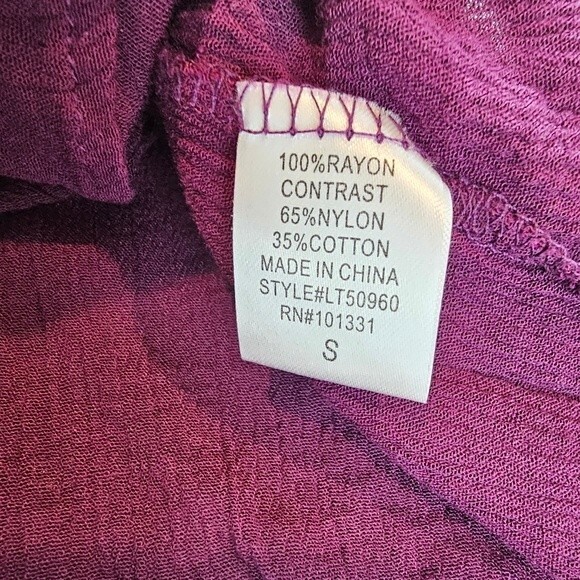 100%RAYON
CONTRAST
65%NYLON
35%COTTON
MADE IN CHINA
STYLE#LT50960
RN#101331
S